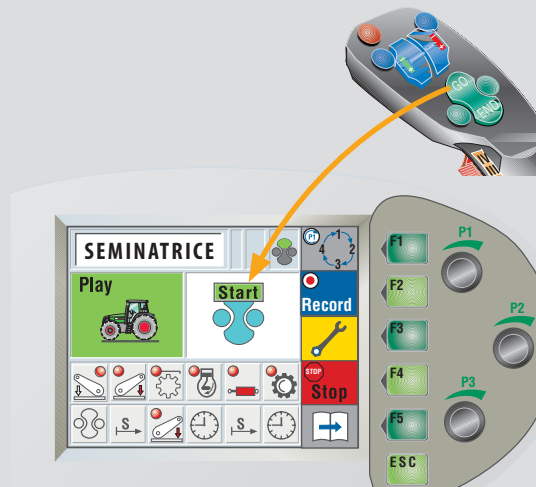 GO
END
SEMINATRICE
P1
1
2
3
4
Play
Start
Record
STOP
Stop
S
S
F1
F2
F3
F4
F5
ESC
P1
P2
P3